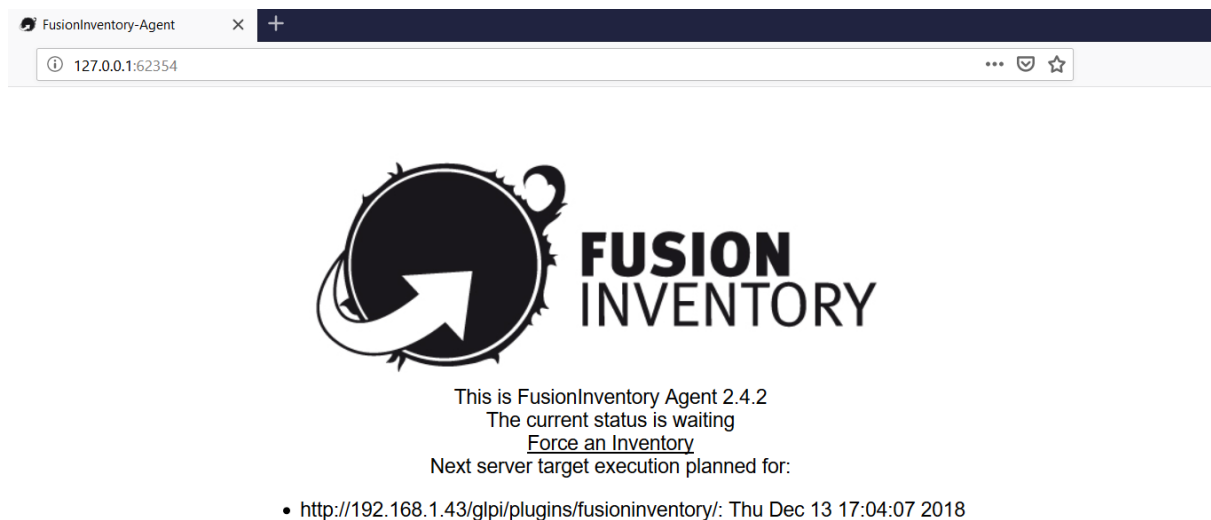 FusionInventory-Agent
127.0.0.1:62354
FUSION
INVENTORY
This is FusionInventory Agent 2.4.2
The current status is waiting
Force an Inventory
Next server target execution planned for:
• http://192.168.1.43/glpi/plugins/fusioninventory/: Thu Dec 13 17:04:07 2018